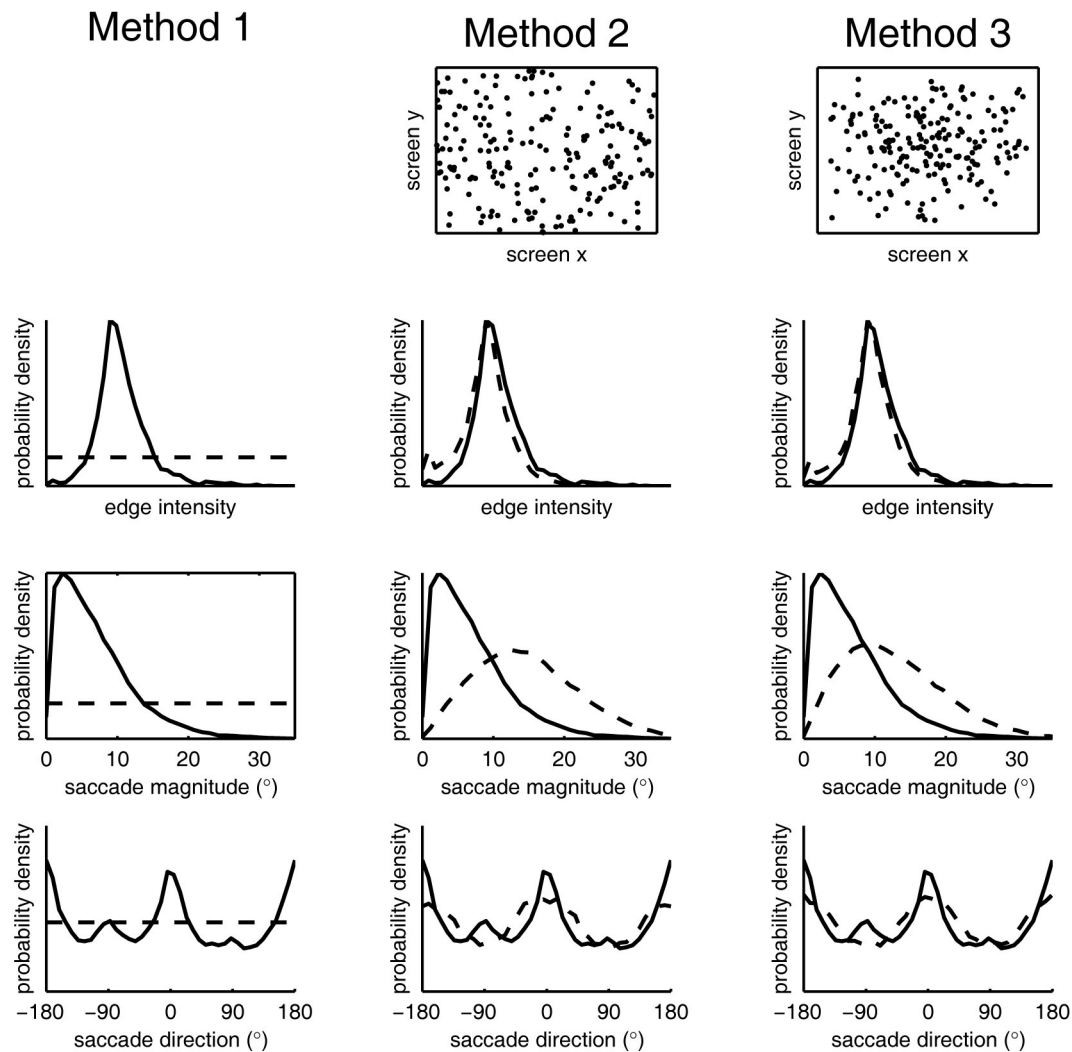 Method 1
Method 2
Method 3
screen y
screen x
screen y
screen x
probability density
edge intensity
probability density
edge intensity
probability density
edge intensity
probability density
0 10 20 30
saccade magnitude (°)
probability density
0 10 20 30
saccade magnitude (°)
probability density
0 10 20 30
saccade magnitude (°)
probability density
−180 −90 0 90 180
saccade direction (°)
probability density
−180 −90 0 90 180
saccade direction (°)
probability density
−180 −90 0 90 180
saccade direction (°)